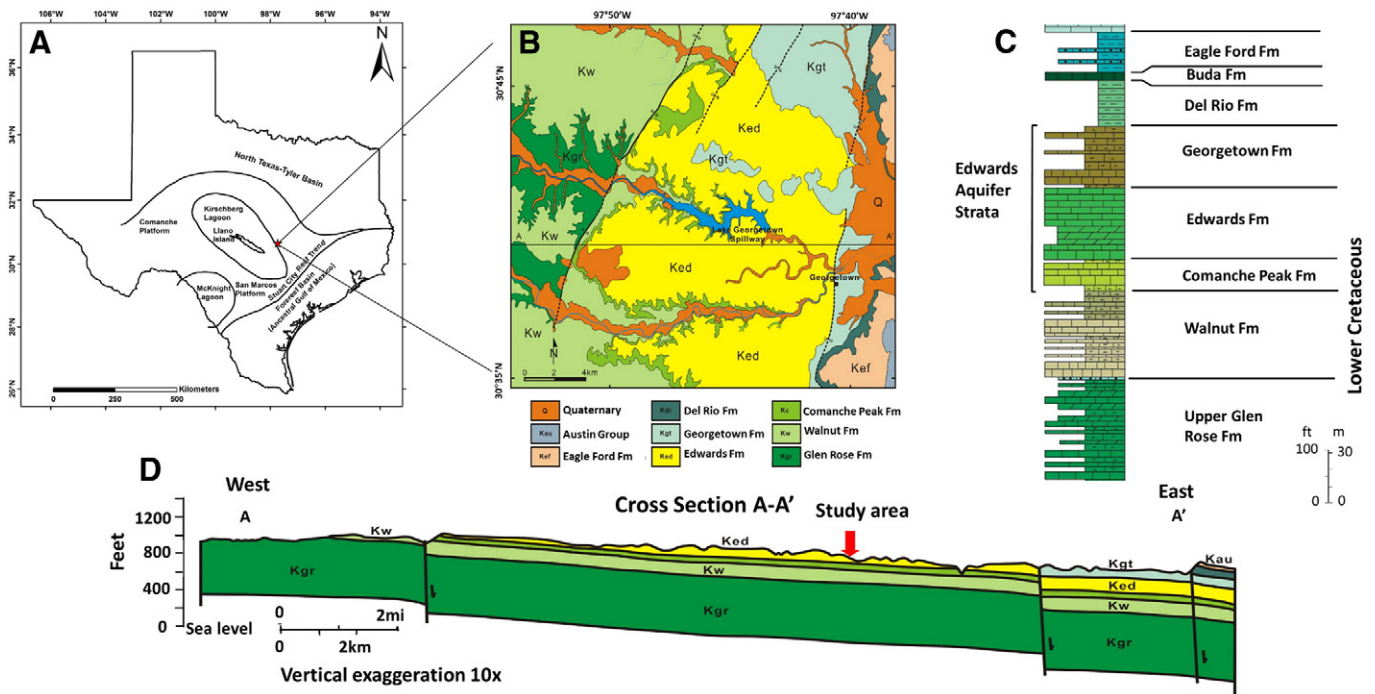 A
106°W
104°W
102°W
100°W
98°W
96°W
94°W
36°N
34°N
32°N
30°N
28°N
26°N
N
North Texas-Tyler Basin
Comanche
Platform
Kirschberg
Lagoon
Llano
Island
McKnight
Lagoon
San Marcos
Platform
Stuart City Reef Trend
Forereef Basin
(Ancestral Gulf of Mexico)
Kilometers
0 250 500
B
97°50'W
97°40'W
30°45'N
30°35'N
Kw
Kgt
Ked
Kgr
Kgt
Q
Kw
Lake Georgetown
Spillway
A
A'
Ked
Georgetown
Kw
N
Ked
Kef
0 2 4km
Q Quaternary
Kau Austin Group
Kef Eagle Ford Fm
Kdr Del Rio Fm
Kgt Georgetown Fm
Ked Edwards Fm
Kc Comanche Peak Fm
Kw Walnut Fm
Kgr Glen Rose Fm
C
Eagle Ford Fm
Buda Fm
Del Rio Fm
Georgetown Fm
Edwards
Aquifer
Strata
Edwards Fm
Comanche Peak Fm
Walnut Fm
Upper Glen
Rose Fm
Lower Cretaceous
ft m
100 30
0 0
D
West
A
Cross Section A-A'
Study area
East
A'
Feet
1200
800
400
0
Sea level
Kw
Kgr
Ked
Kw
Kgr
Kgt
Ked
Kw
Kgr
Kau
0 2mi
0 2km
Vertical exaggeration 10x